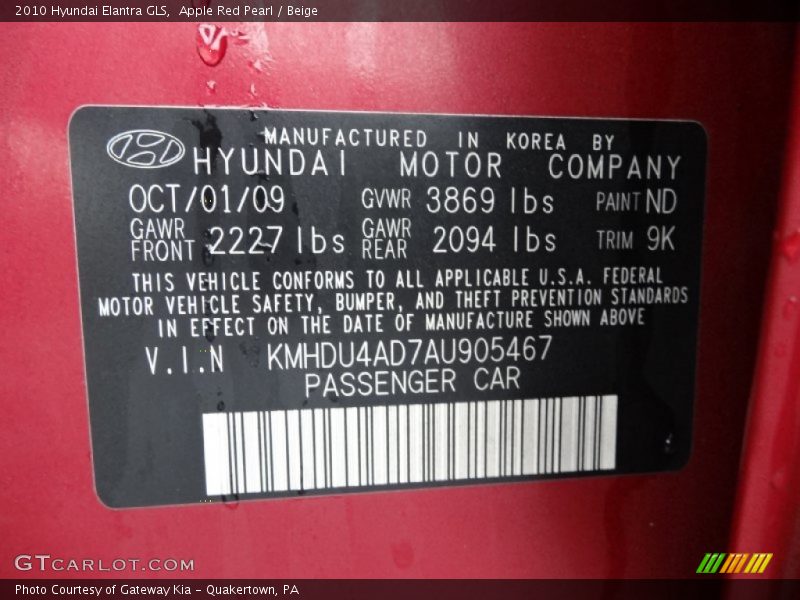 2010 Hyundai Elantra GLS, Apple Red Pearl / Beige
MANUFACTURED IN KOREA BY
HYUNDAI MOTOR COMPANY
OCT/01/09 GVWR 3869 lbs PAINT ND
GAWR FRONT 2227 lbs GAWR REAR 2094 lbs TRIM 9K
THIS VEHICLE CONFORMS TO ALL APPLICABLE U.S.A. FEDERAL
MOTOR VEHICLE SAFETY, BUMPER, AND THEFT PREVENTION STANDARDS
IN EFFECT ON THE DATE OF MANUFACTURE SHOWN ABOVE
V.I.N KMHDU4AD7AU905467
PASSENGER CAR
GTCARLOT.COM
Photo Courtesy of Gateway Kia - Quakertown, PA